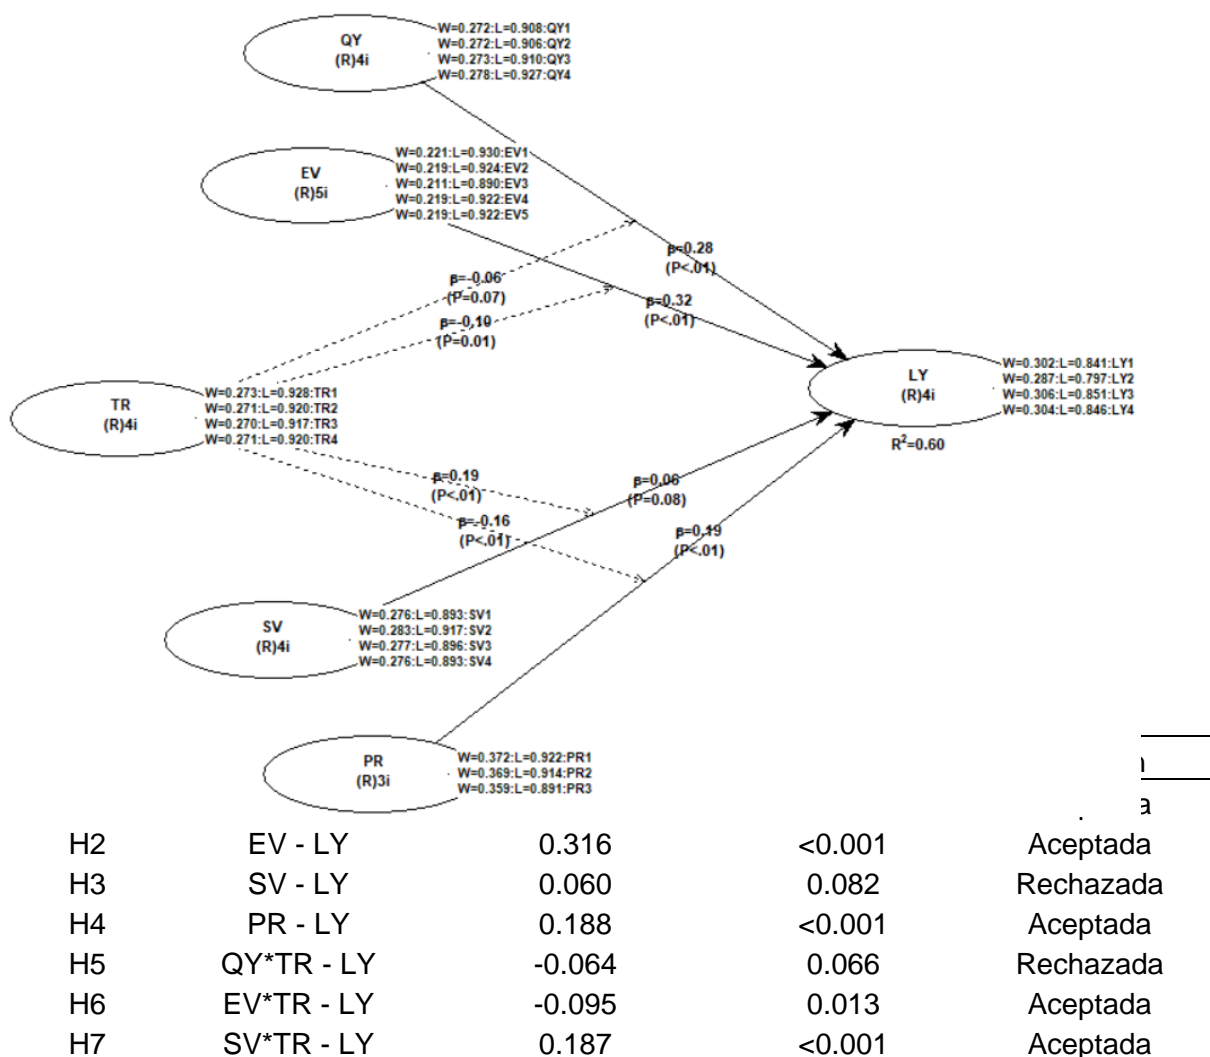 QY
(R)4i
W=0.272:L=0.908:QY1
W=0.272:L=0.906:QY2
W=0.273:L=0.910:QY3
W=0.278:L=0.927:QY4
EV
(R)5i
W=0.221:L=0.930:EV1
W=0.219:L=0.924:EV2
W=0.211:L=0.890:EV3
W=0.219:L=0.922:EV4
W=0.219:L=0.922:EV5
β=0.28
(P<.01)
β=-0.06
(P=0.07)
β=0.32
(P<.01)
β=-0.10
(P=0.01)
LY
(R)4i
W=0.302:L=0.841:LY1
W=0.287:L=0.797:LY2
W=0.306:L=0.851:LY3
W=0.304:L=0.846:LY4
R²=0.60
TR
(R)4i
W=0.273:L=0.928:TR1
W=0.271:L=0.920:TR2
W=0.270:L=0.917:TR3
W=0.271:L=0.920:TR4
β=0.19
(P<.01)
β=0.06
(P=0.08)
β=-0.16
(P<.01)
β=0.19
(P<.01)
SV
(R)4i
W=0.276:L=0.893:SV1
W=0.283:L=0.917:SV2
W=0.277:L=0.896:SV3
W=0.276:L=0.893:SV4
PR
(R)3i
W=0.372:L=0.922:PR1
W=0.369:L=0.914:PR2
W=0.359:L=0.891:PR3
a
H2 EV - LY 0.316 <0.001 Aceptada
H3 SV - LY 0.060 0.082 Rechazada
H4 PR - LY 0.188 <0.001 Aceptada
H5 QY*TR - LY -0.064 0.066 Rechazada
H6 EV*TR - LY -0.095 0.013 Aceptada
H7 SV*TR - LY 0.187 <0.001 Aceptada